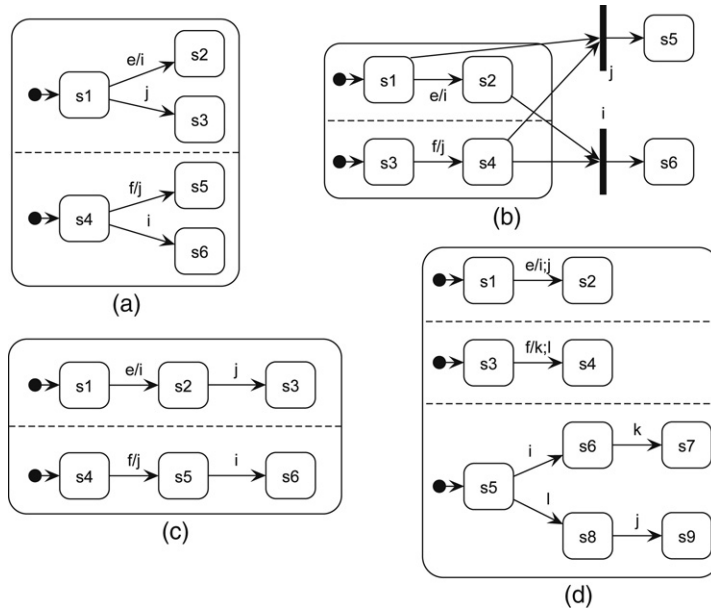 e/i
s2
s1
j
s3
f/j
s5
s4
i
s6
(a)
s5
j
s1
s2
e/i
i
f/j
s3
s4
s6
(b)
e/i
j
s1
s2
s3
f/j
i
s4
s5
s6
(c)
e/i;j
s1
s2
f/k;l
s3
s4
k
s6
s7
i
s5
l
j
s8
s9
(d)